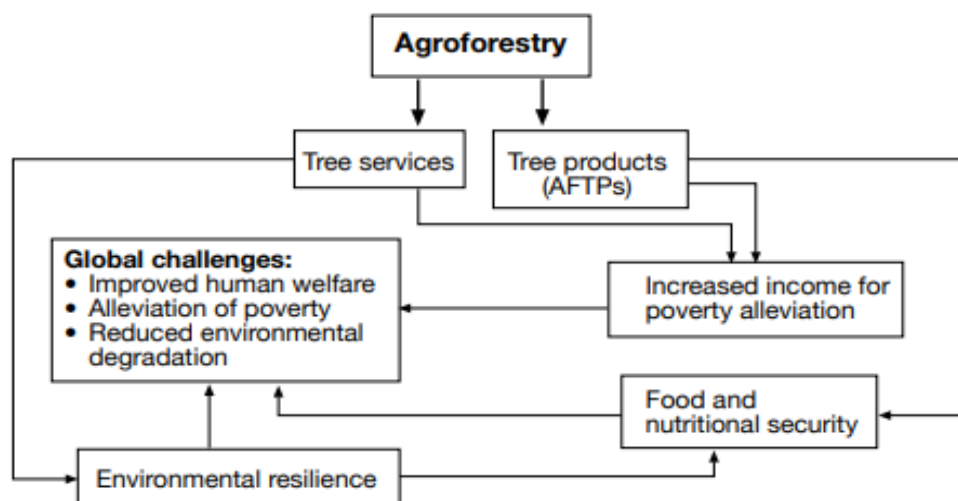 Agroforestry
Tree services
Tree products
(AFTPs)
Global challenges:
• Improved human welfare
• Alleviation of poverty
• Reduced environmental
degradation
Increased income for
poverty alleviation
Food and
nutritional security
Environmental resilience